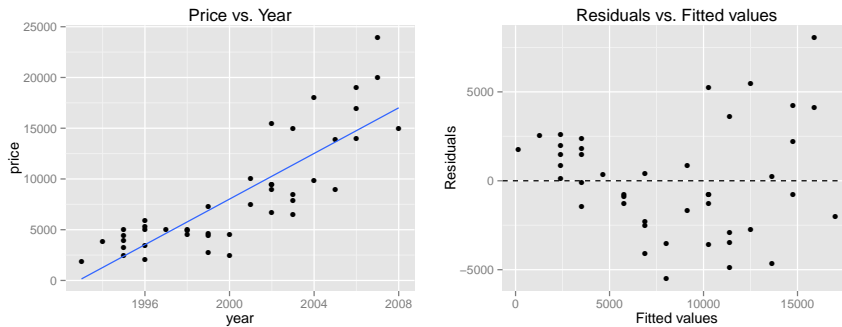 Price vs. Year
25000
20000
15000
10000
5000
0
price
1996
2000
2004
2008
year
Residuals vs. Fitted values
5000
0
−5000
Residuals
0
5000
10000
15000
Fitted values